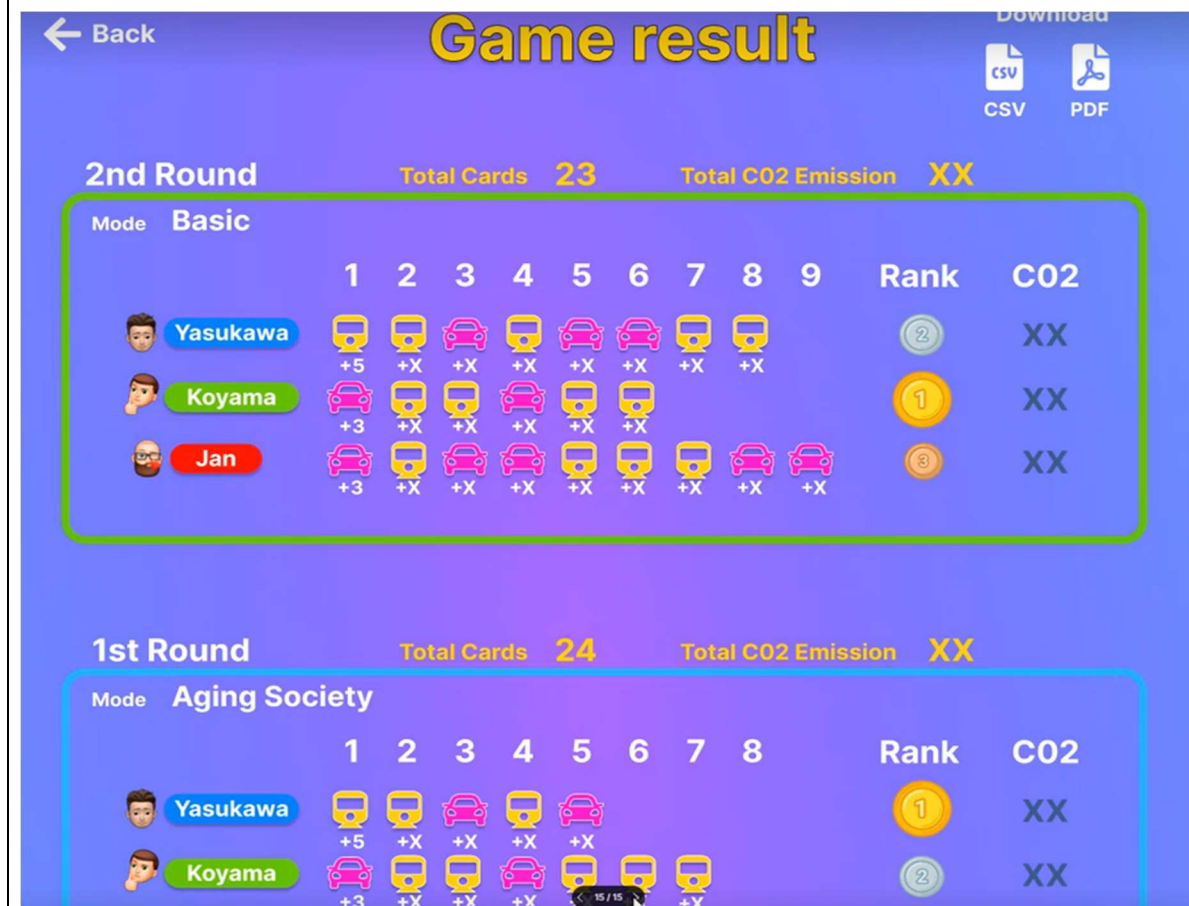 Back
Game result
Download
CSV
CSV
PDF
2nd Round Total Cards 23 Total C02 Emission XX
Mode Basic
1 2 3 4 5 6 7 8 9 Rank C02
Yasukawa 2 XX
+5 +X +X +X +X +X +X +X
Koyama 1 XX
+3 +X +X +X +X +X
Jan 3 XX
+3 +X +X +X +X +X +X +X +X
1st Round Total Cards 24 Total C02 Emission XX
Mode Aging Society
1 2 3 4 5 6 7 8 Rank C02
Yasukawa 1 XX
+5 +X +X +X +X
Koyama 2 XX
+3 +X +X +X +X
15 / 15